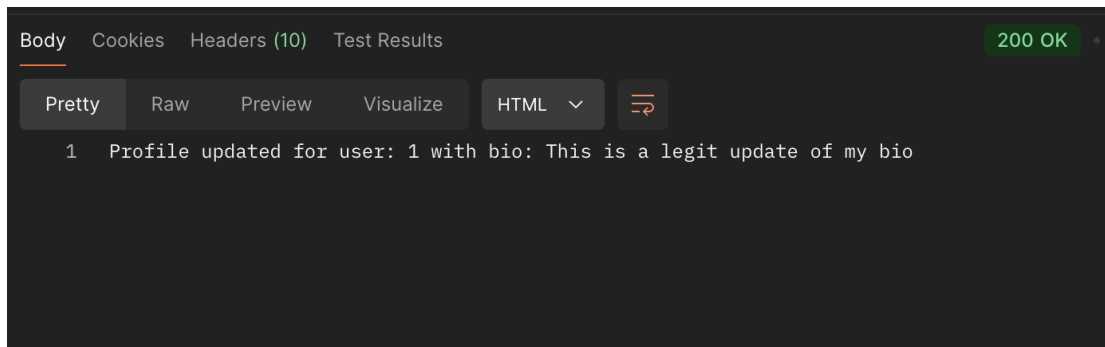 Body Cookies Headers (10) Test Results 200 OK
Pretty Raw Preview Visualize HTML
1 Profile updated for user: 1 with bio: This is a legit update of my bio